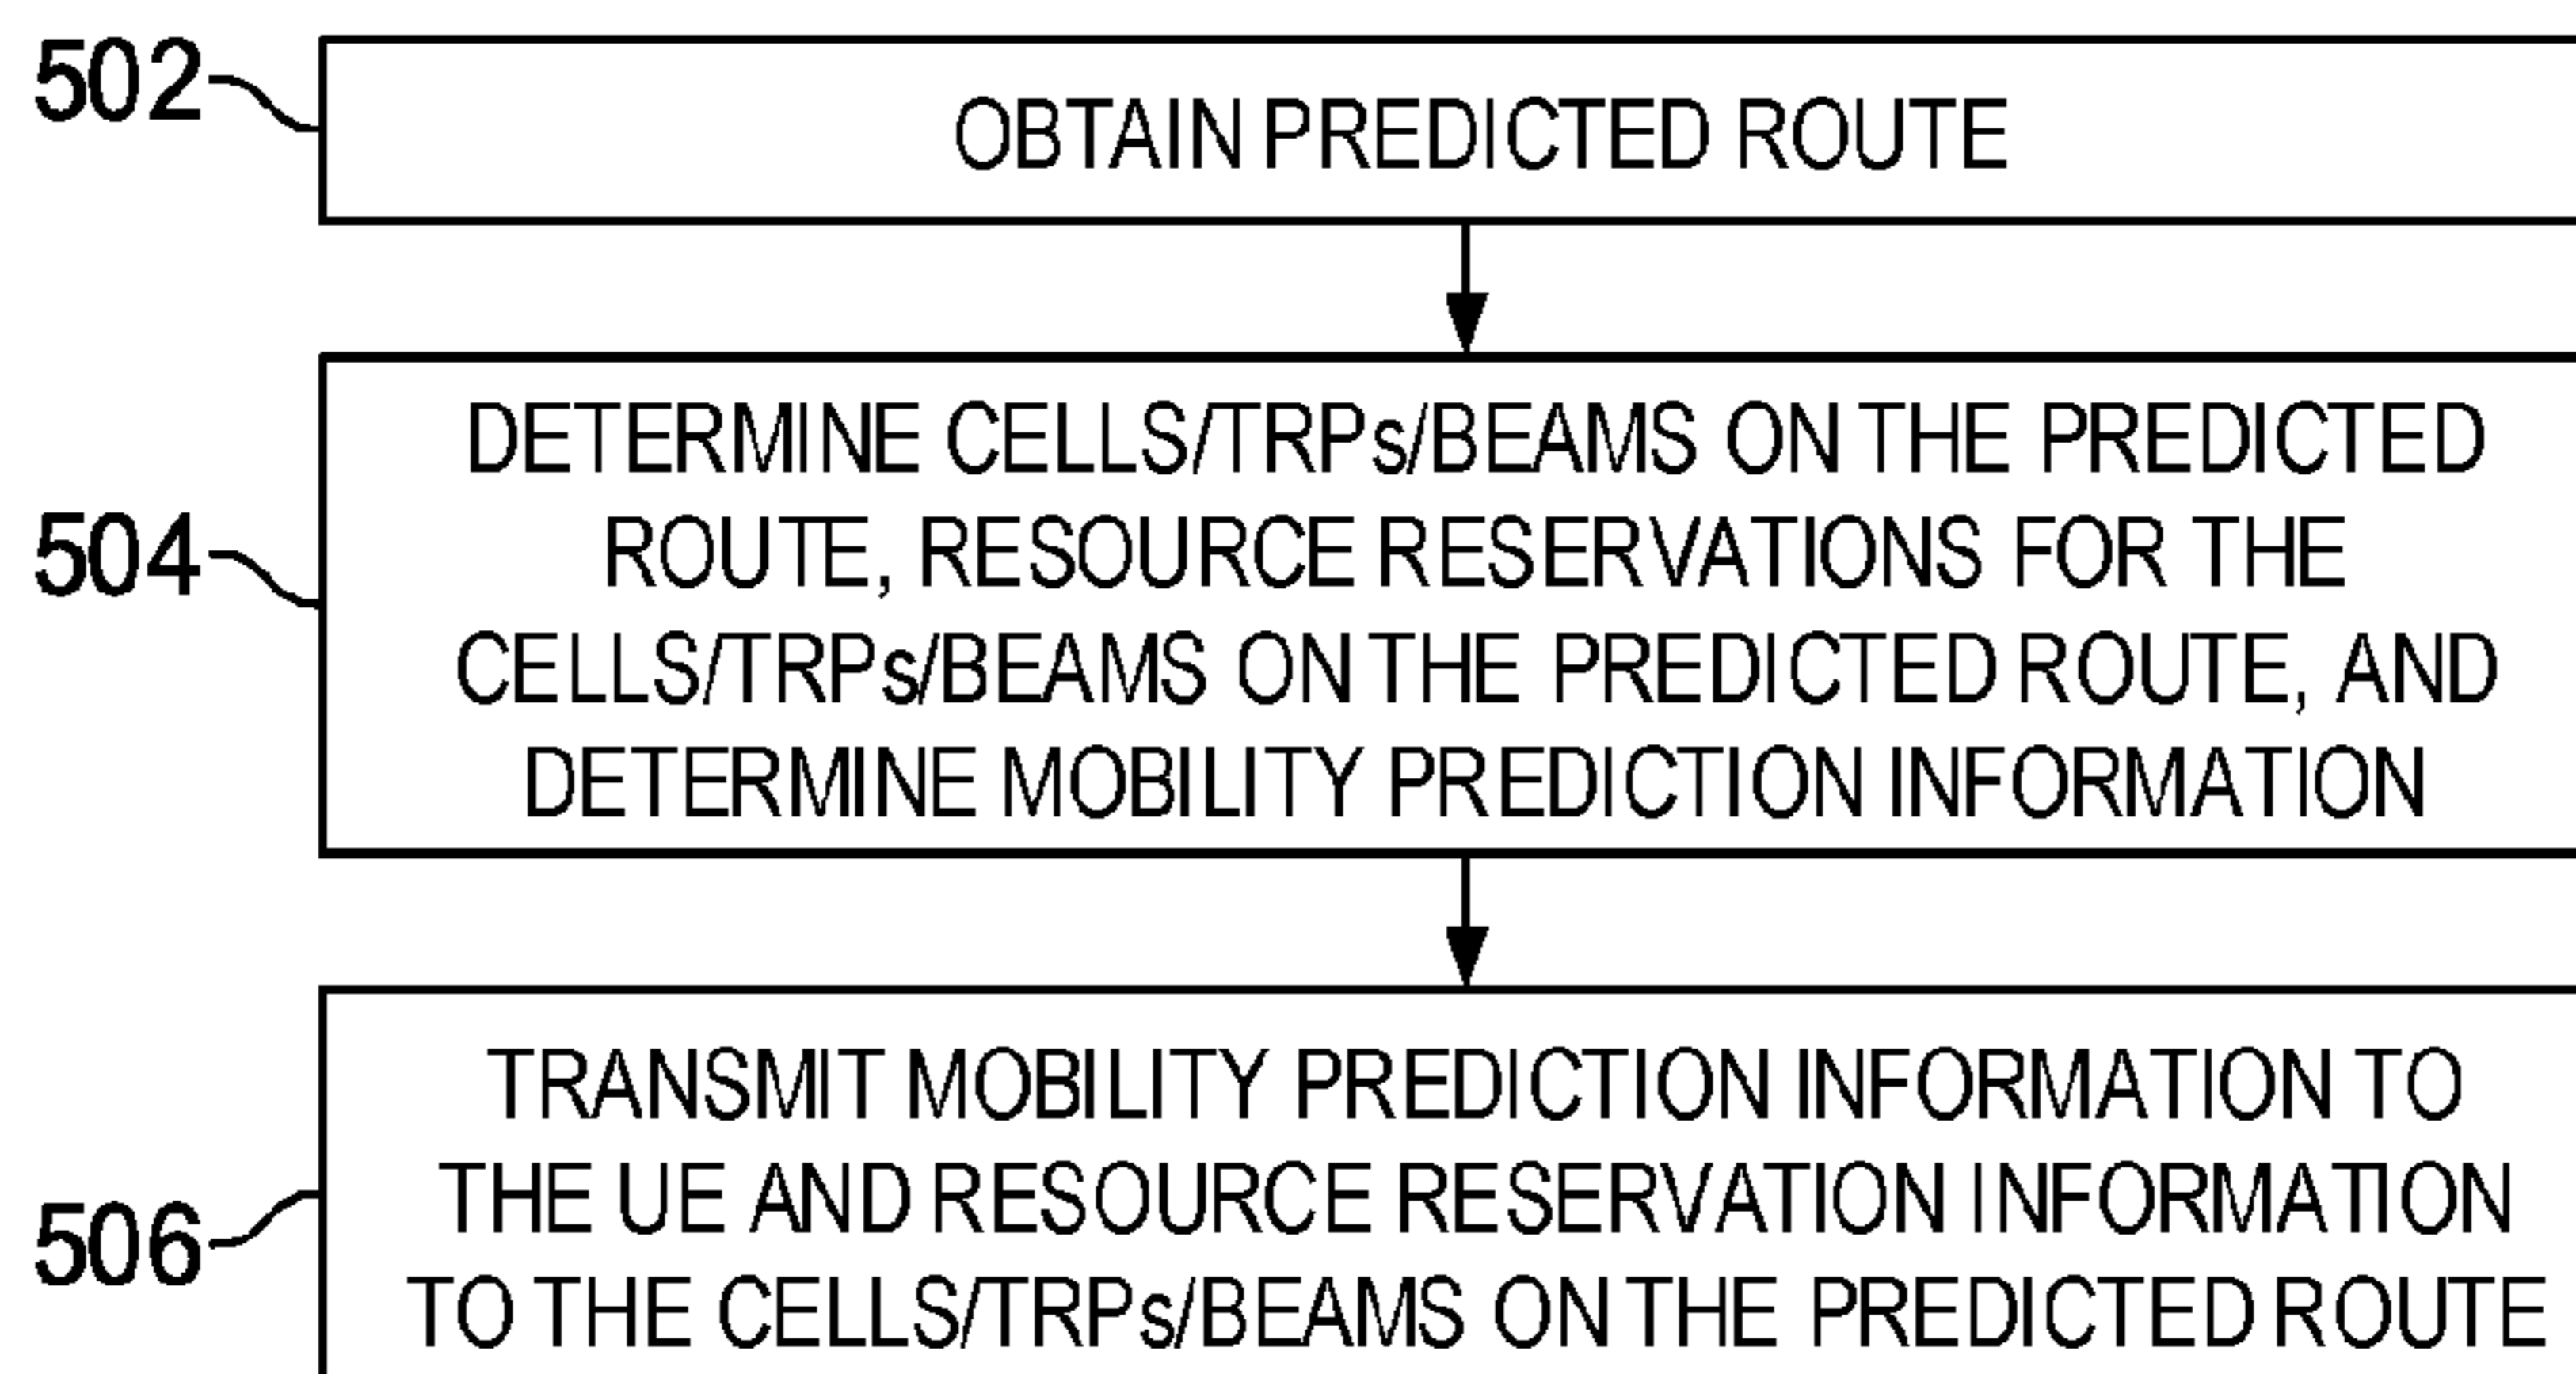 502
OBTAIN PREDICTED ROUTE
504
DETERMINE CELLS/TRPs/BEAMS ON THE PREDICTED
ROUTE, RESOURCE RESERVATIONS FOR THE
CELLS/TRPs/BEAMS ON THE PREDICTED ROUTE, AND
DETERMINE MOBILITY PREDICTION INFORMATION
506
TRANSMIT MOBILITY PREDICTION INFORMATION TO
THE UE AND RESOURCE RESERVATION INFORMATION
TO THE CELLS/TRPs/BEAMS ON THE PREDICTED ROUTE